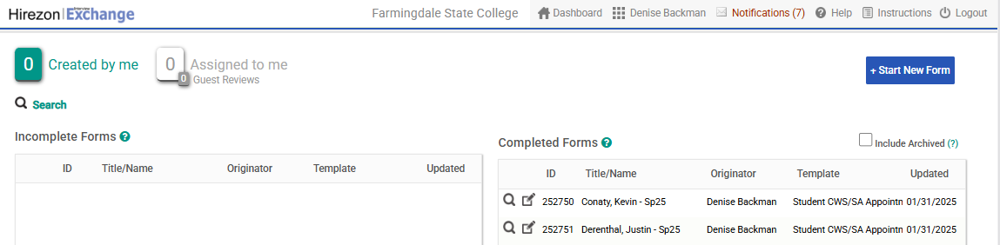 Hirezon Interview Exchange
Farmingdale State College Dashboard Denise Backman Notifications (7) Help Instructions Logout
0 Created by me 0 Assigned to me
0 Guest Reviews
+ Start New Form
Search
Incomplete Forms ?
ID Title/Name Originator Template Updated
Completed Forms ? Include Archived (?)
ID Title/Name Originator Template Updated
252750 Conaty, Kevin - Sp25 Denise Backman Student CWS/SA Appointn 01/31/2025
252751 Derenthal, Justin - Sp25 Denise Backman Student CWS/SA Appointn 01/31/2025